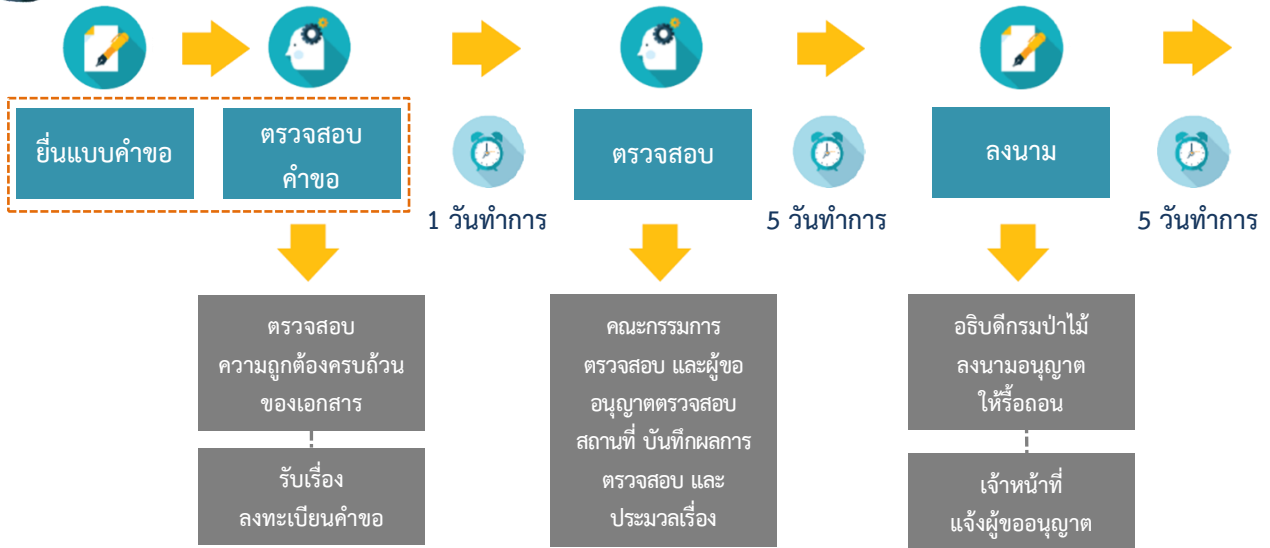 ยื่นแบบคำขอ
ตรวจสอบ
คำขอ
1 วันทำการ
ตรวจสอบ
5 วันทำการ
ลงนาม
5 วันทำการ
ตรวจสอบ
ความถูกต้องครบถ้วน
ของเอกสาร
รับเรื่อง
ลงทะเบียนคำขอ
คณะกรรมการ
ตรวจสอบ และผู้ขอ
อนุญาตตรวจสอบ
สถานที่ บันทึกผลการ
ตรวจสอบ และ
ประมวลเรื่อง
อธิบดีกรมป่าไม้
ลงนามอนุญาต
ให้รื้อถอน
เจ้าหน้าที่
แจ้งผู้ขออนุญาต